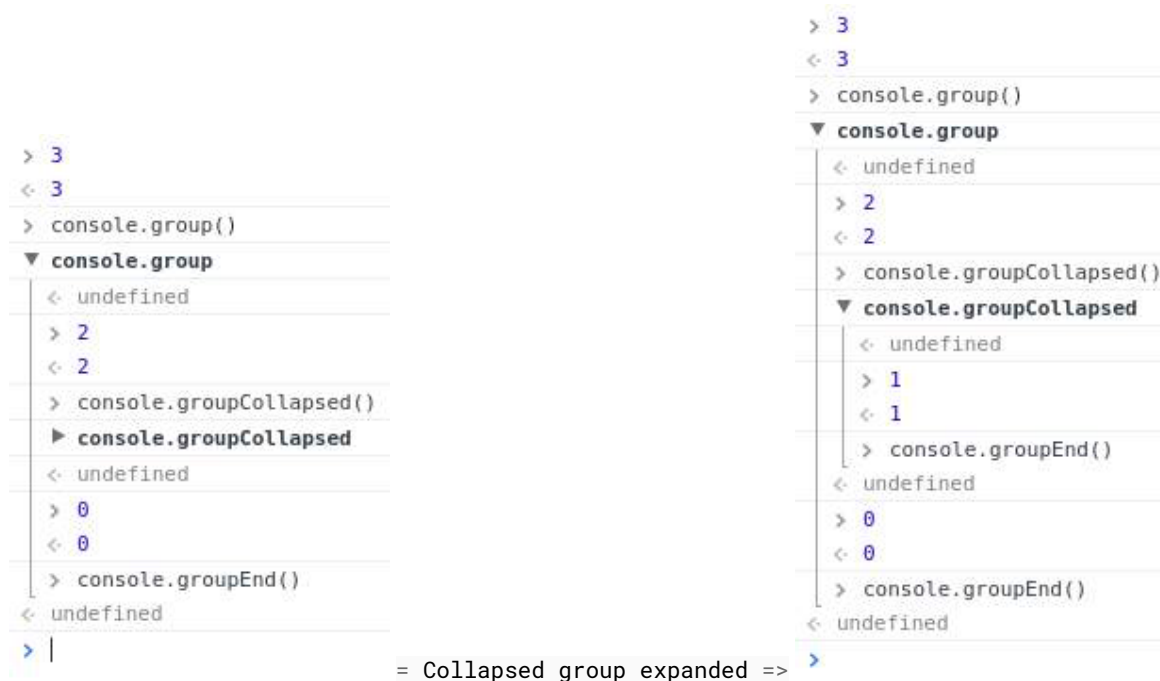 > 3
<· 3
> console.group()
▼ console.group
<· undefined
> 2
<· 2
> console.groupCollapsed()
▶ console.groupCollapsed
<· undefined
> 0
<· 0
> console.groupEnd()
<· undefined
> |
= Collapsed group expanded =>
> 3
<· 3
> console.group()
▼ console.group
<· undefined
> 2
<· 2
> console.groupCollapsed()
▼ console.groupCollapsed
<· undefined
> 1
<· 1
> console.groupEnd()
<· undefined
> 0
<· 0
> console.groupEnd()
<· undefined
>